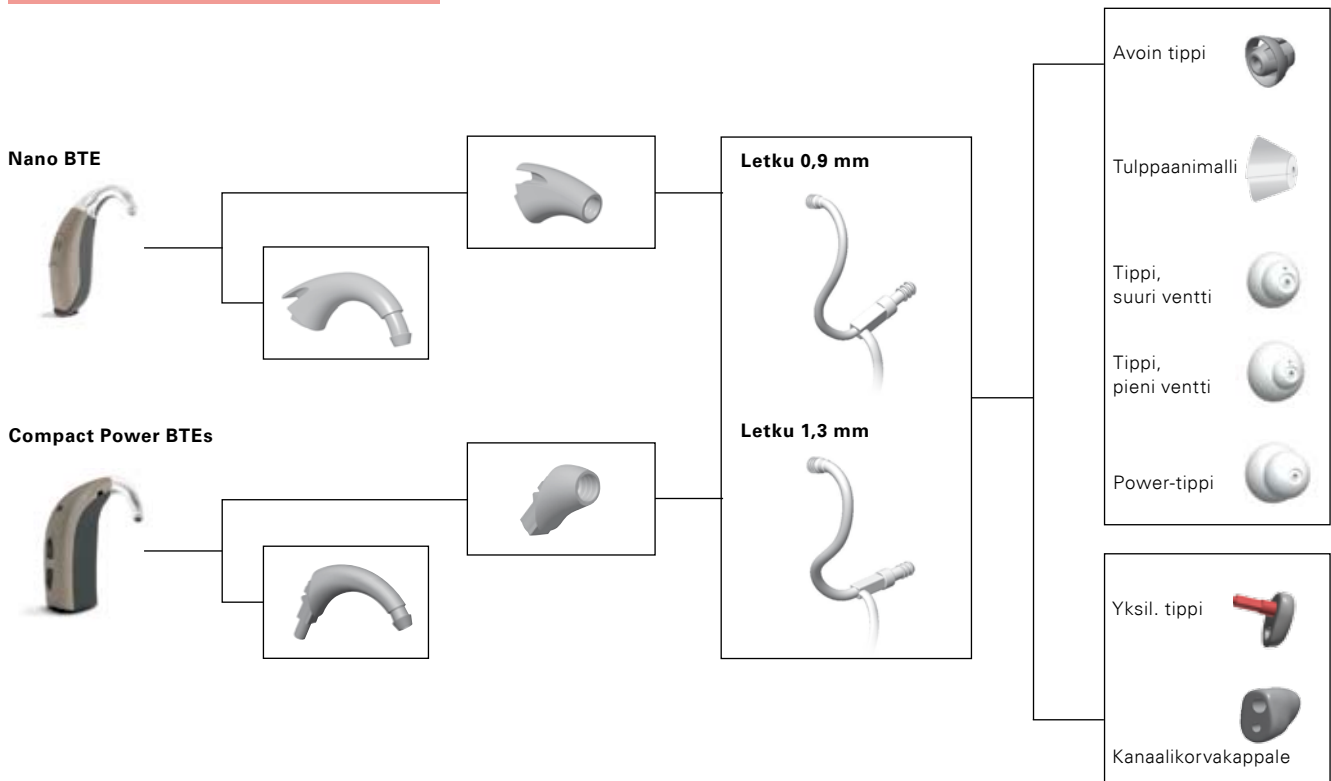 Nano BTE
Compact Power BTEs
Letku 0,9 mm
Letku 1,3 mm
Avoin tippi
Tulppaanimalli
Tippi,
suuri ventti
Tippi,
pieni ventti
Power-tippi
Yksil. tippi
Kanaalikorvakappale